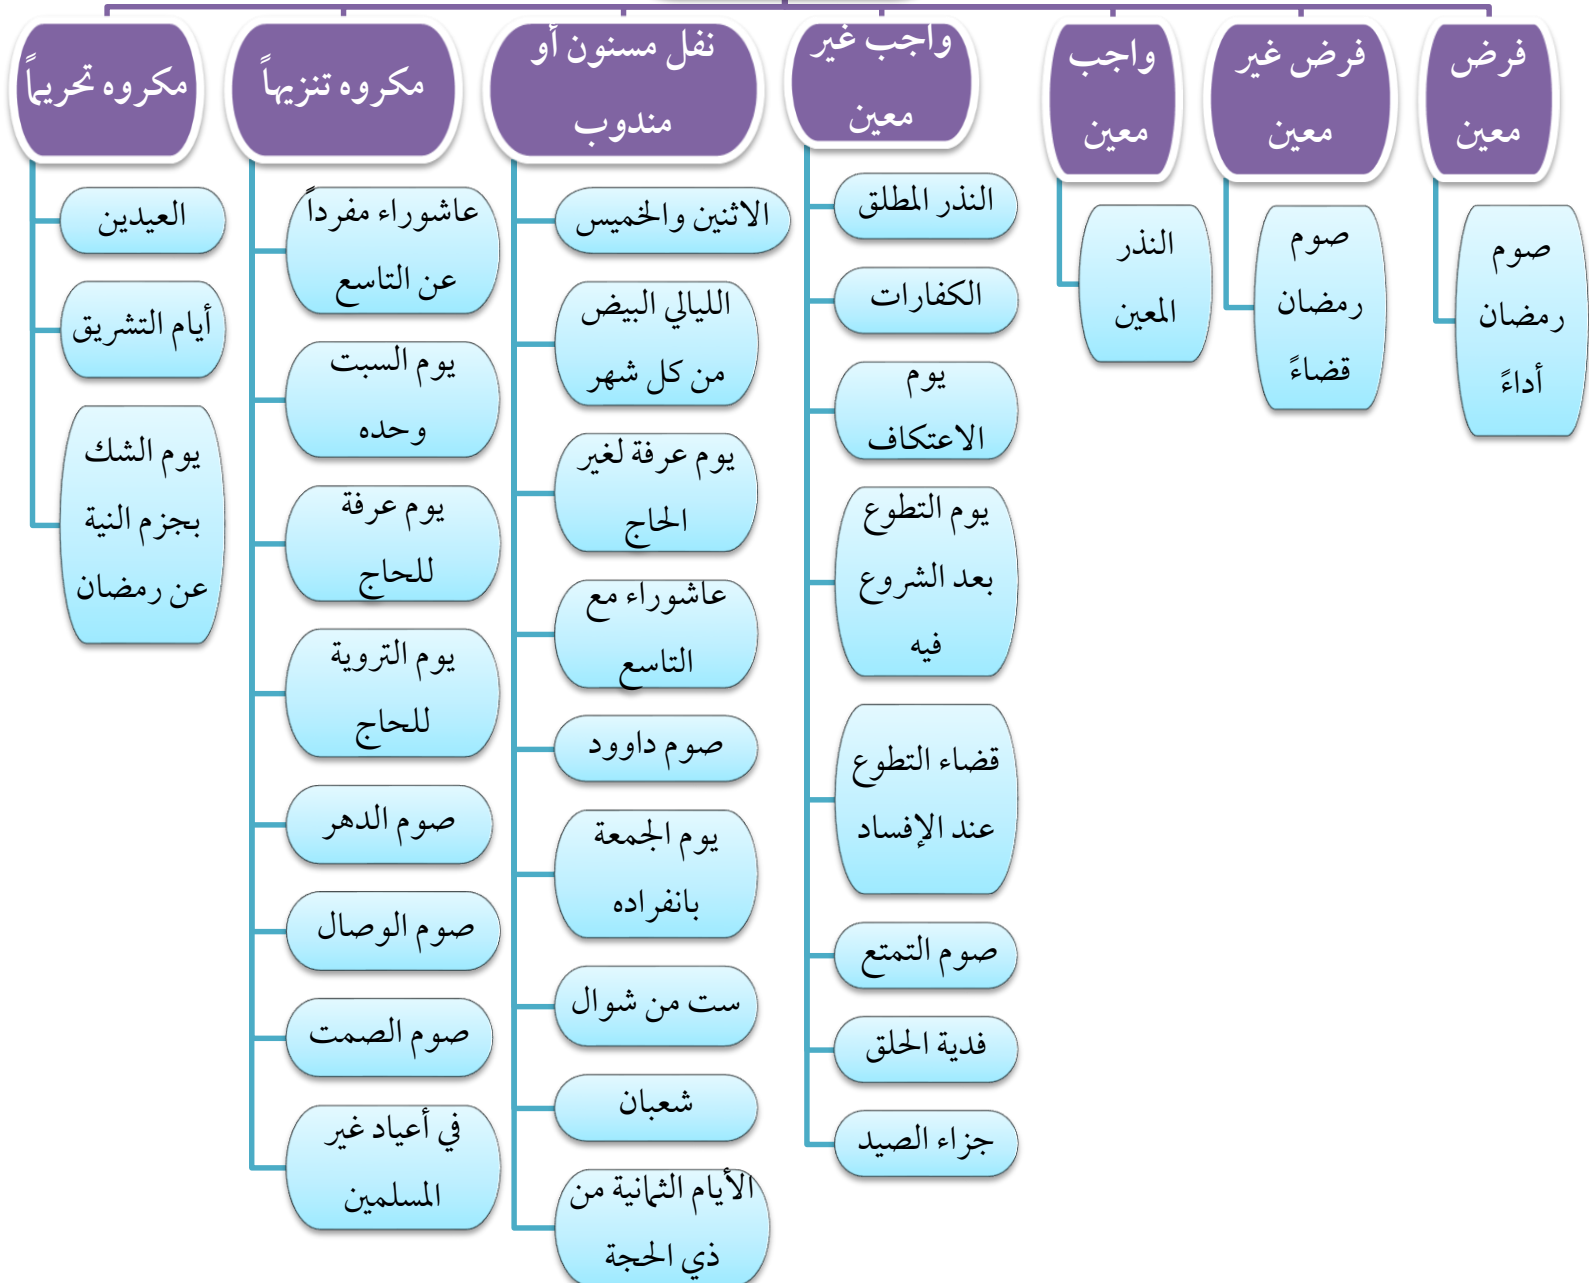 فرض
معين
صوم
رمضان
أداءً
فرض غير
معين
صوم
رمضان
قضاءً
واجب
معين
النذر
المعين
واجب غير
معين
النذر المطلق
الكفارات
يوم
الاعتكاف
يوم التطوع
بعد الشروع
فيه
قضاء التطوع
عند الإفساد
صوم التمتع
فدية الحلق
جزاء الصيد
نفل مسنون أو
مندوب
الاثنين والخميس
الليالي البيض
من كل شهر
يوم عرفة لغير
الحاج
عاشوراء مع
التاسع
صوم داوود
يوم الجمعة
بانفراده
ست من شوال
شعبان
الأيام الثمانية من
ذي الحجة
مكروه تنزيهاً
عاشوراء مفرداً
عن التاسع
يوم السبت
وحده
يوم عرفة
للحاج
يوم التروية
للحاج
صوم الدهر
صوم الوصال
صوم الصمت
في أعياد غير
المسلمين
مكروه تحريماً
العيدين
أيام التشريق
يوم الشك
بجزم النية
عن رمضان